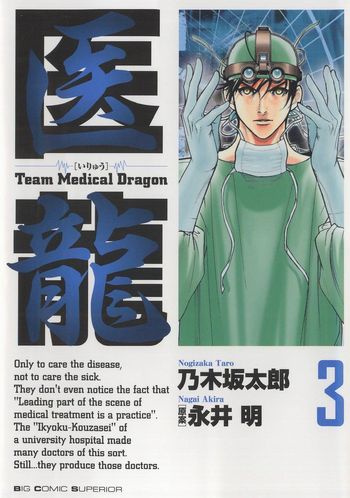 医
[いりゅう]
Team Medical Dragon
龍
Only to care the disease,
not to care the sick.
They don't even notice the fact that
"Leading part of the scene of
medical treatment is a practice".
The "Ikyoku-Kouzasei" of
a university hospital made
many doctors of this sort.
Still...they produce those doctors.
Nogizaka Taro
乃木坂太郎
Nagai Akira
[原案]永井 明
3
BIG COMIC SUPERIOR